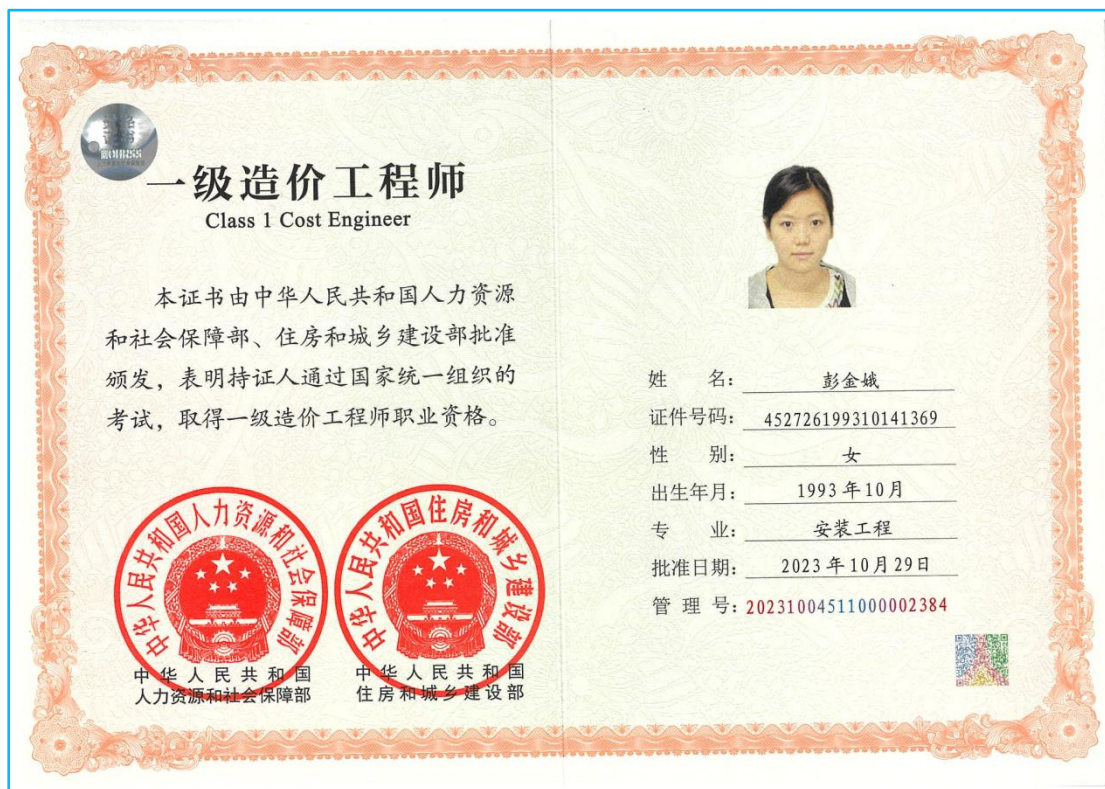 一级造价工程师
Class 1 Cost Engineer
本证书由中华人民共和国人力资源
和社会保障部、住房和城乡建设部批准
颁发，表明持证人通过国家统一组织的
考试，取得一级造价工程师职业资格。
中华人民共和国人力资源和社会保障部
中华人民共和国
人力资源和社会保障部
中华人民共和国住房和城乡建设部
中华人民共和国
住房和城乡建设部
姓 名：彭金娥
证件号码：452726199310141369
性 别：女
出生年月：1993年10月
专 业：安装工程
批准日期：2023年10月29日
管 理 号：20231004511000002384